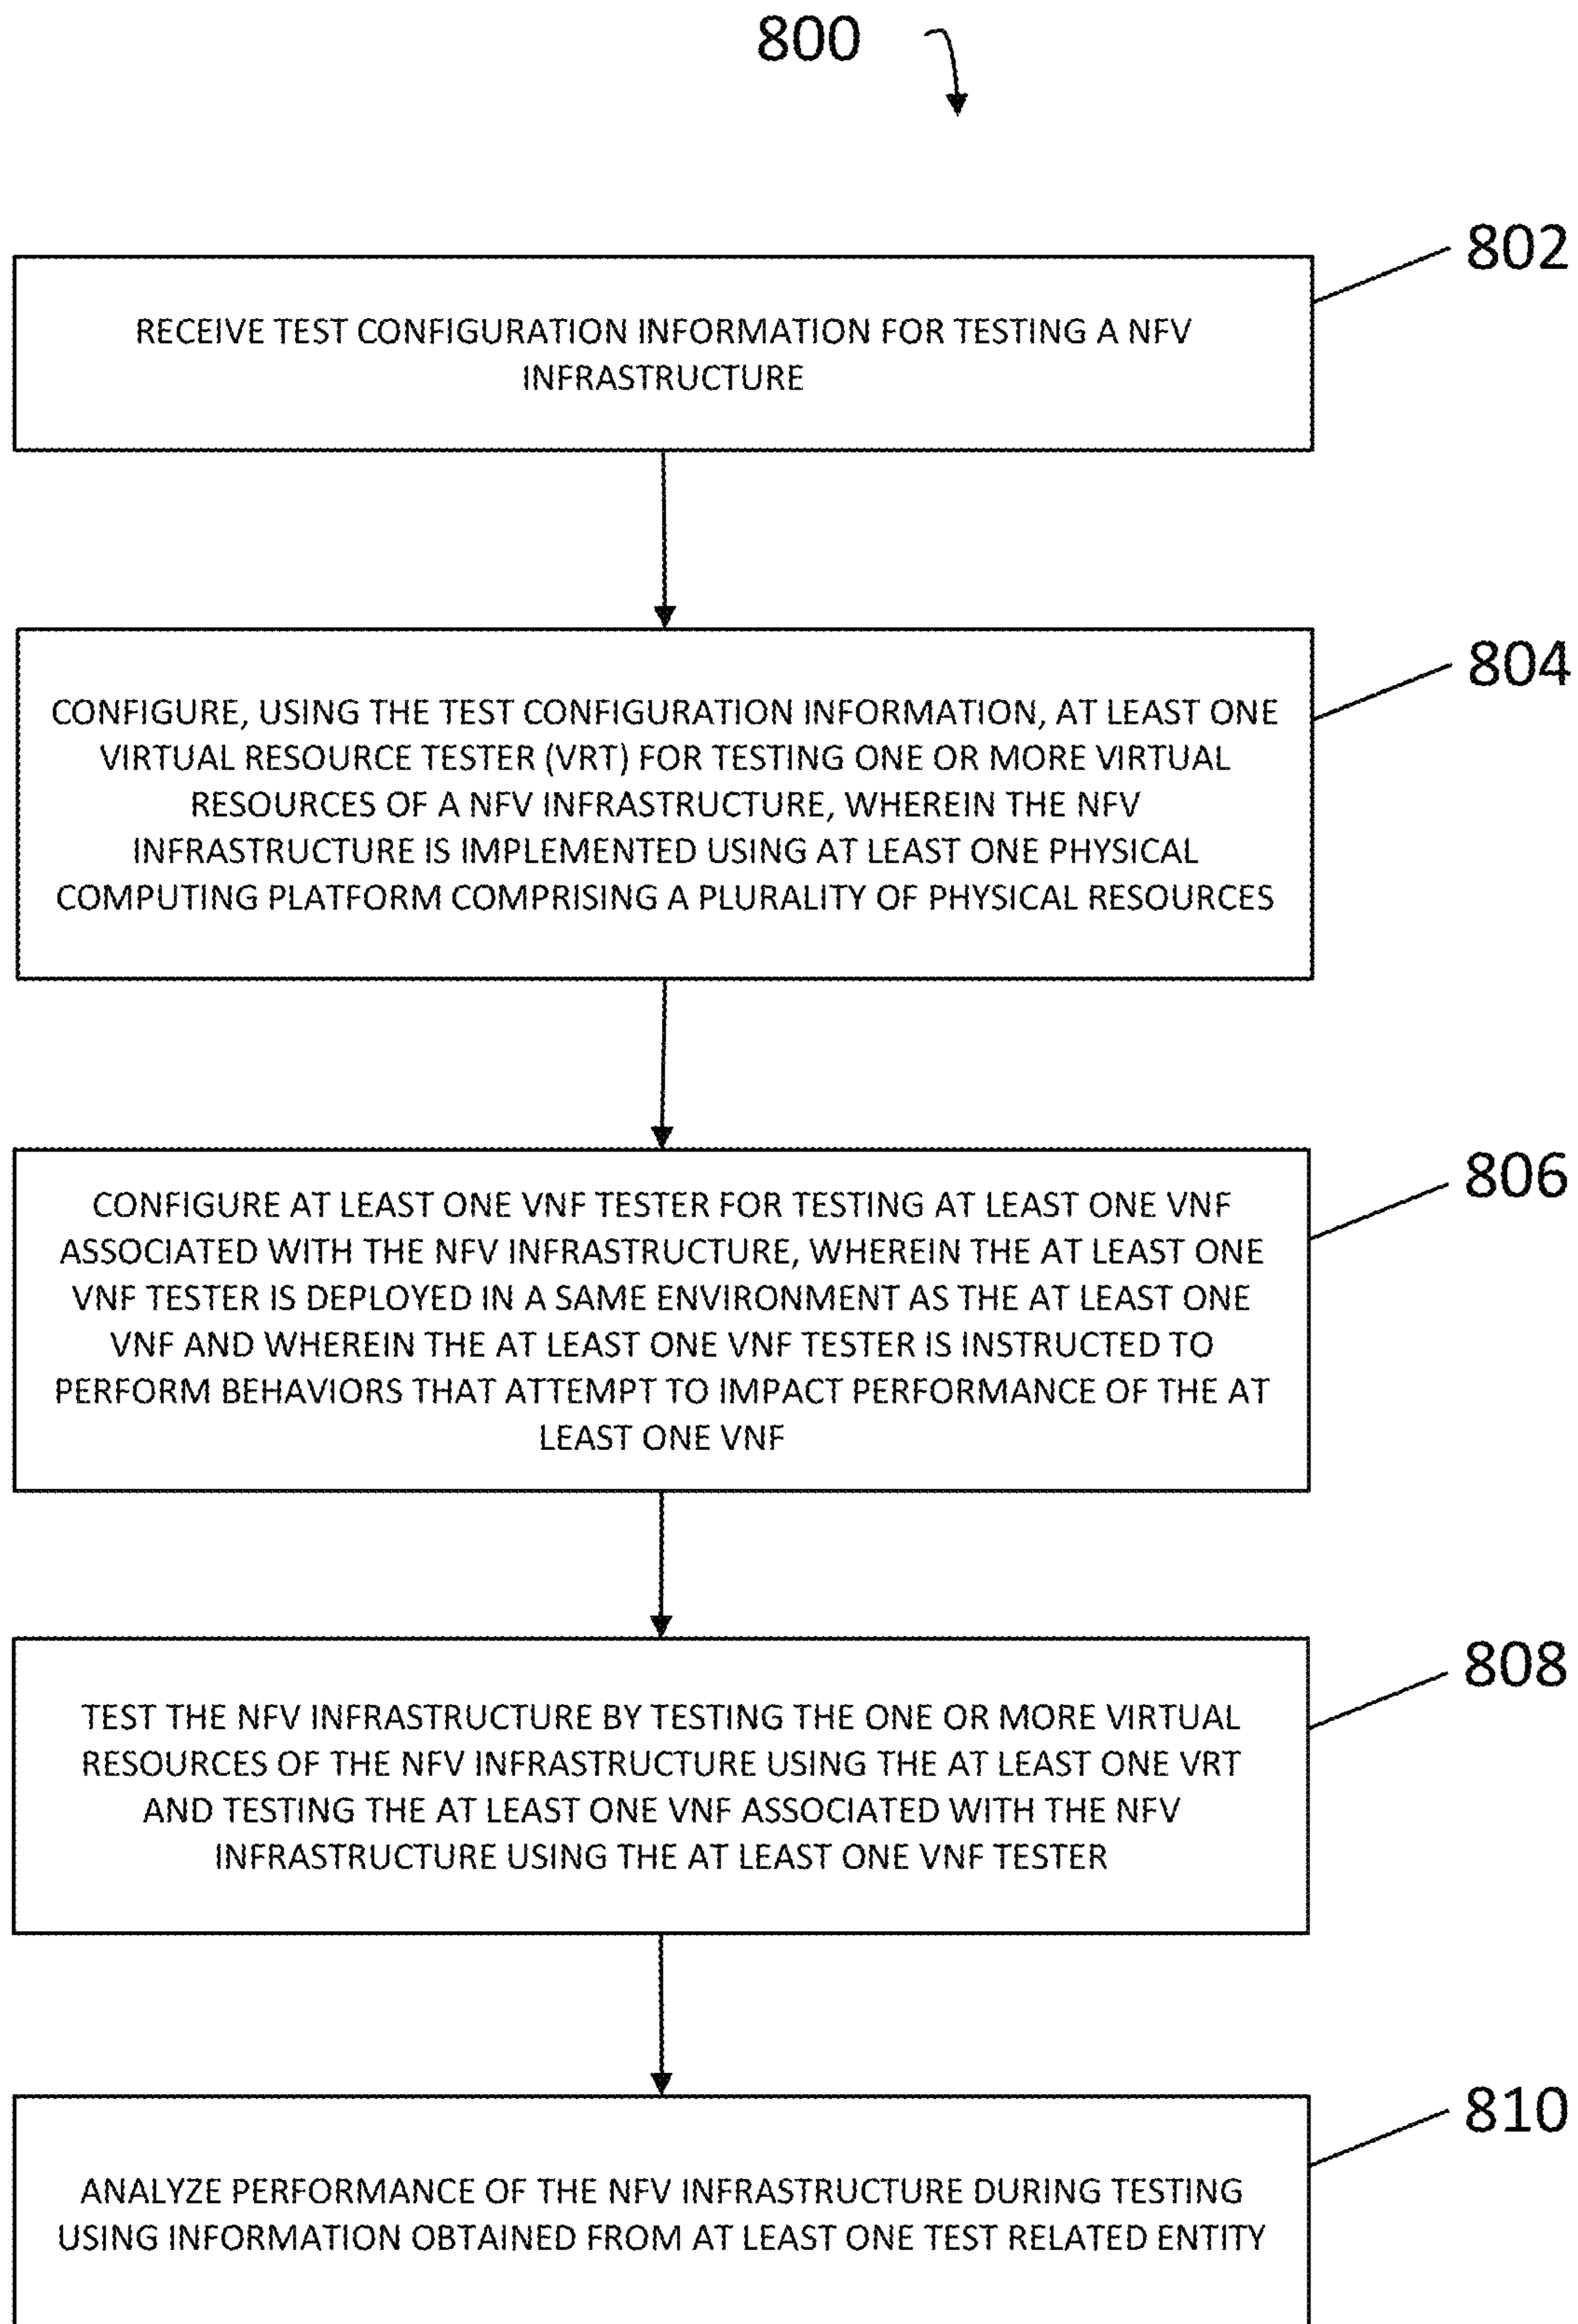 800
802
RECEIVE TEST CONFIGURATION INFORMATION FOR TESTING A NFV
INFRASTRUCTURE
804
CONFIGURE, USING THE TEST CONFIGURATION INFORMATION, AT LEAST ONE
VIRTUAL RESOURCE TESTER (VRT) FOR TESTING ONE OR MORE VIRTUAL
RESOURCES OF A NFV INFRASTRUCTURE, WHEREIN THE NFV
INFRASTRUCTURE IS IMPLEMENTED USING AT LEAST ONE PHYSICAL
COMPUTING PLATFORM COMPRISING A PLURALITY OF PHYSICAL RESOURCES
806
CONFIGURE AT LEAST ONE VNF TESTER FOR TESTING AT LEAST ONE VNF
ASSOCIATED WITH THE NFV INFRASTRUCTURE, WHEREIN THE AT LEAST ONE
VNF TESTER IS DEPLOYED IN A SAME ENVIRONMENT AS THE AT LEAST ONE
VNF AND WHEREIN THE AT LEAST ONE VNF TESTER IS INSTRUCTED TO
PERFORM BEHAVIORS THAT ATTEMPT TO IMPACT PERFORMANCE OF THE AT
LEAST ONE VNF
808
TEST THE NFV INFRASTRUCTURE BY TESTING THE ONE OR MORE VIRTUAL
RESOURCES OF THE NFV INFRASTRUCTURE USING THE AT LEAST ONE VRT
AND TESTING THE AT LEAST ONE VNF ASSOCIATED WITH THE NFV
INFRASTRUCTURE USING THE AT LEAST ONE VNF TESTER
810
ANALYZE PERFORMANCE OF THE NFV INFRASTRUCTURE DURING TESTING
USING INFORMATION OBTAINED FROM AT LEAST ONE TEST RELATED ENTITY